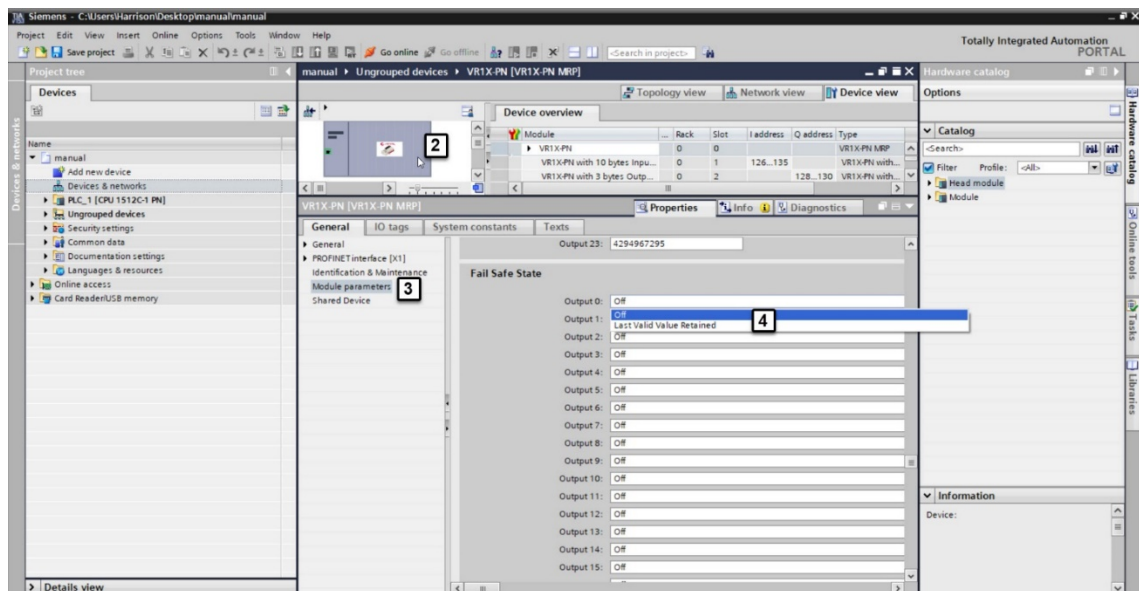 Siemens - C:\Users\Harrison\Desktop\manual\manual
Project Edit View Insert Online Options Tools Window Help
Totally Integrated Automation
PORTAL
Save project
Go online
Go offline
<Search in project>
Project tree
Devices
Name
manual
Add new device
Devices & networks
PLC_1 [CPU 1512C-1 PN]
Ungrouped devices
Security settings
Common data
Documentation settings
Languages & resources
Online access
Card Reader/USB memory
Details view
Devices & networks
manual
Ungrouped devices
VR1X-PN [VR1X-PN MRP]
Topology view
Network view
Device view
2
Device overview
Module ... Rack Slot I address Q address Type
VR1X-PN 0 0 VR1X-PN MRP
VR1X-PN with 10 bytes Inpu... 0 1 126...135 VR1X-PN with...
VR1X-PN with 3 bytes Outp... 0 2 128...130 VR1X-PN with...
VR1X-PN [VR1X-PN MRP]
Properties
Info
Diagnostics
General IO tags System constants Texts
General
PROFINET interface [X1]
Identification & Maintenance
Module parameters
3
Shared Device
Output 23: 4294967295
Fail Safe State
Output 0: Off
Off
Output 1:
Last Valid Value Retained
4
Output 2: Off
Output 3: Off
Output 4: Off
Output 5: Off
Output 6: Off
Output 7: Off
Output 8: Off
Output 9: Off
Output 10: Off
Output 11: Off
Output 12: Off
Output 13: Off
Output 14: Off
Output 15: Off
Hardware catalog
Options
Catalog
<Search>
Filter Profile: <All>
Head module
Module
Information
Device:
Hardware catalog
Online tools
Tasks
Libraries